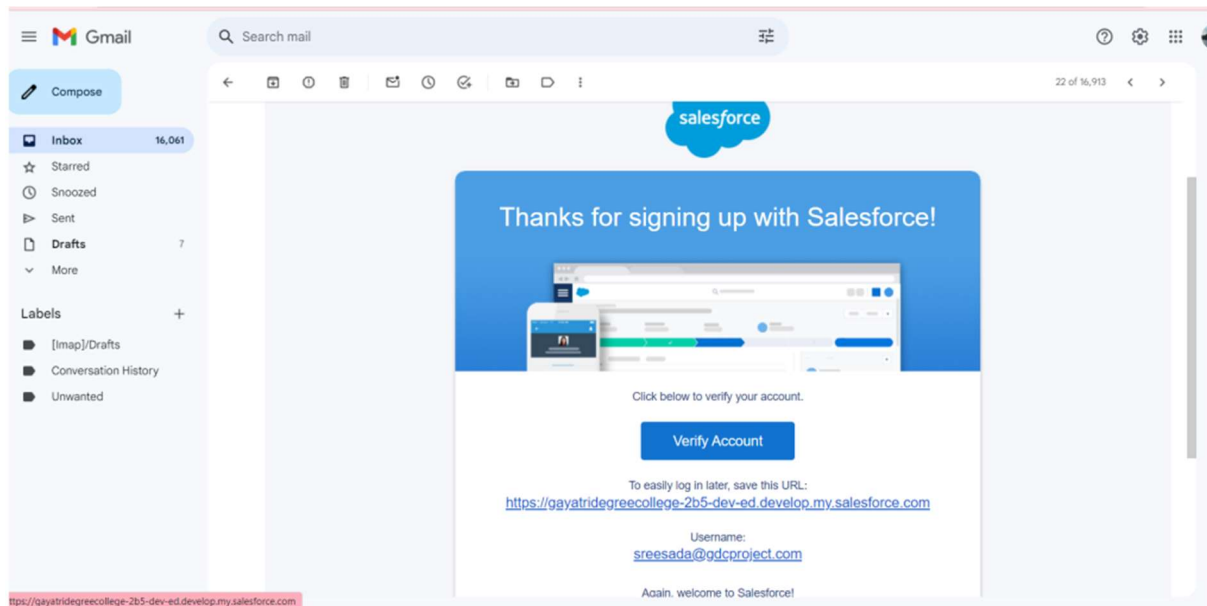 Gmail
Search mail
Compose
22 of 16,913
Inbox 16,061
Starred
Snoozed
Sent
Drafts 7
More
Labels +
[Imap]/Drafts
Conversation History
Unwanted
salesforce
Thanks for signing up with Salesforce!
Click below to verify your account.
Verify Account
To easily log in later, save this URL:
https://gayatridegreecollege-2b5-dev-ed.develop.my.salesforce.com
Username:
sreesada@gdcproject.com
Again, welcome to Salesforce!
ttps://gayatridegreecollege-2b5-dev-ed.develop.my.salesforce.com